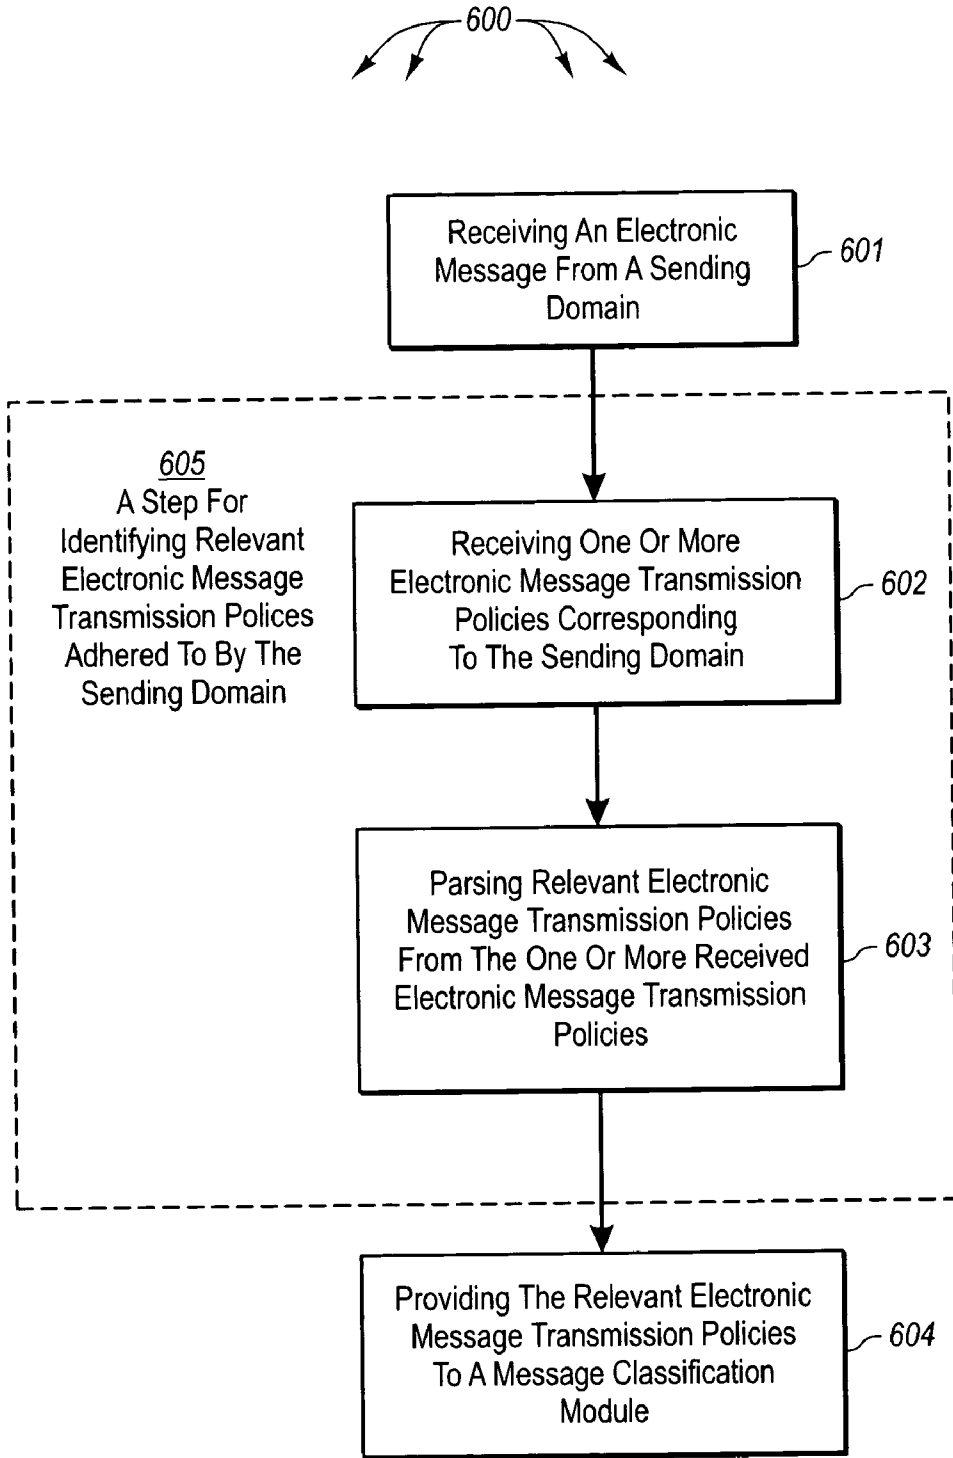 600
Receiving An Electronic
Message From A Sending
Domain
601
605
A Step For
Identifying Relevant
Electronic Message
Transmission Polices
Adhered To By The
Sending Domain
Receiving One Or More
Electronic Message Transmission
Policies Corresponding
To The Sending Domain
602
Parsing Relevant Electronic
Message Transmission Policies
From The One Or More Received
Electronic Message Transmission
Policies
603
Providing The Relevant Electronic
Message Transmission Policies
To A Message Classification
Module
604